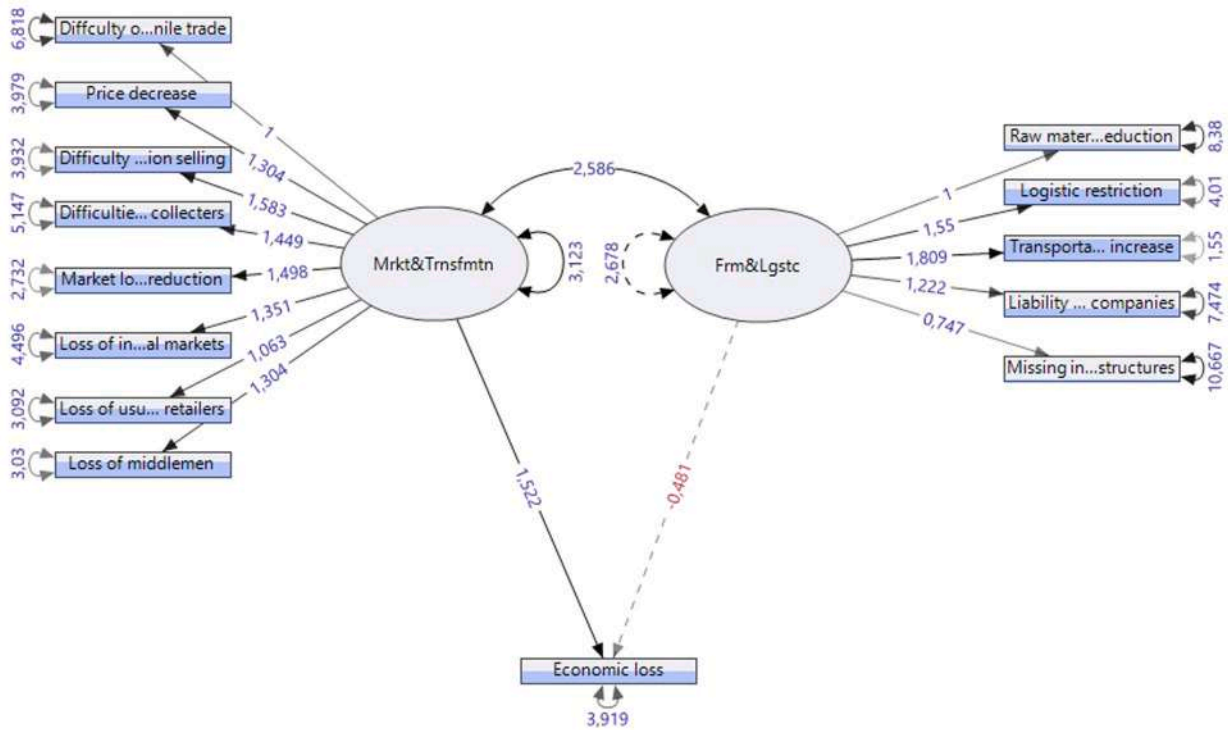 6,818
Diffculty o...nile trade
3,979
Price decrease
3,932
Difficulty ...ion selling
5,147
Difficultie... collecters
2,732
Market lo...reduction
4,496
Loss of in...al markets
3,092
Loss of usu... retailers
3,03
Loss of middlemen
1
1,304
1,583
1,449
1,498
1,351
1,063
1,304
Mrkt&Trnsfmtn
3,123
2,586
2,678
Frm&Lgstc
1
1,55
1,809
1,222
0,747
Raw mater...eduction
8,38
Logistic restriction
4,01
Transporta... increase
1,55
Liability ... companies
7,474
Missing in...structures
10,667
1,522
-0,481
Economic loss
3,919